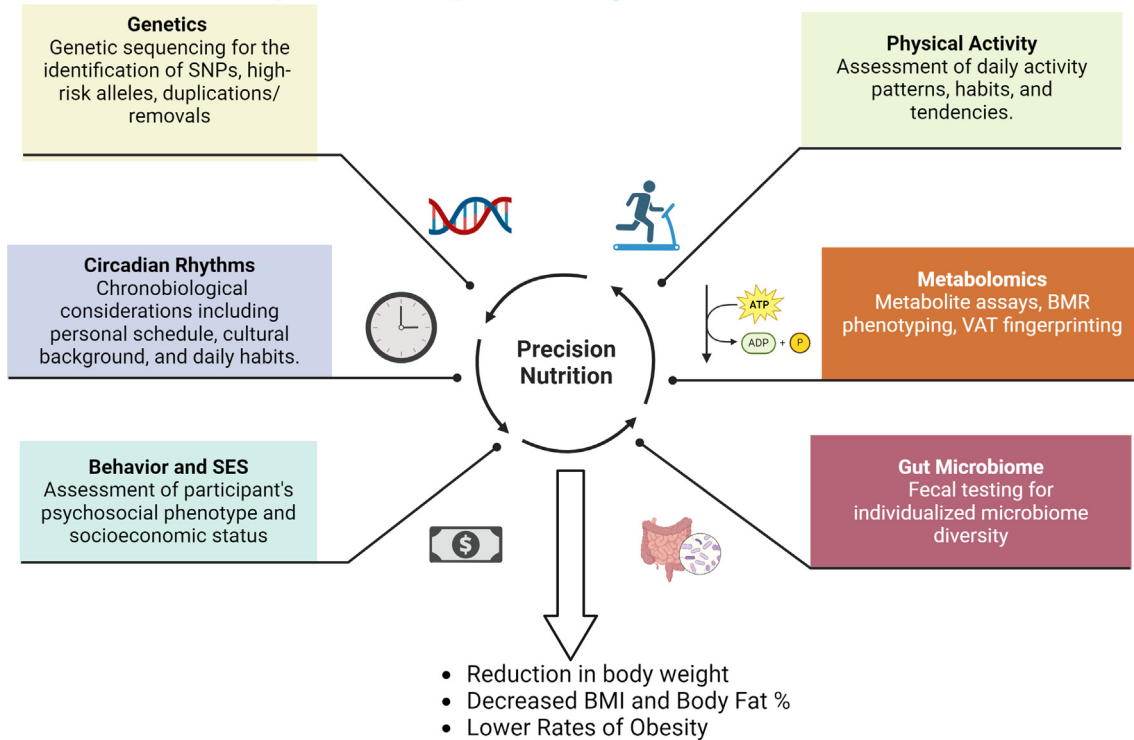 Genetics
Genetic sequencing for the
identification of SNPs, high-
risk alleles, duplications/
removals
Physical Activity
Assessment of daily activity
patterns, habits, and
tendencies.
Circadian Rhythms
Chronobiological
considerations including
personal schedule, cultural
background, and daily habits.
Metabolomics
Metabolite assays, BMR
phenotyping, VAT fingerprinting
ATP
ADP + P
Precision
Nutrition
Behavior and SES
Assessment of participant's
psychosocial phenotype and
socioeconomic status
$
Gut Microbiome
Fecal testing for
individualized microbiome
diversity
• Reduction in body weight
• Decreased BMI and Body Fat %
• Lower Rates of Obesity